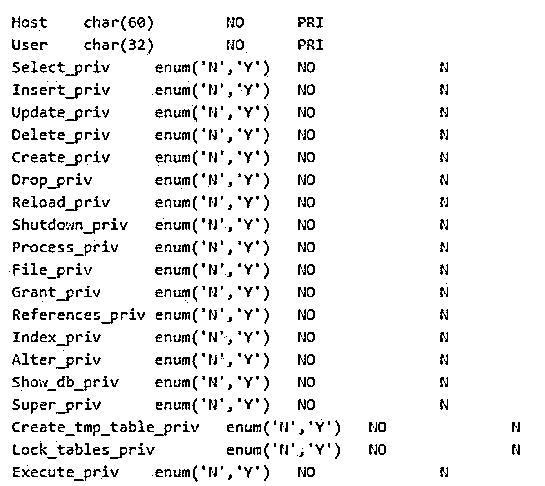 Host char(60) NO PRI
User char(32) NO PRI
Select_priv enum('N','Y') NO N
Insert_priv enum('N','Y') NO N
Update_priv enum('N','Y') NO N
Delete_priv enum('N','Y') NO N
Create_priv enum('N','Y') NO N
Drop_priv enum('N','Y') NO N
Reload_priv enum('N','Y') NO N
Shutdown_priv enum('N','Y') NO N
Process_priv enum('N','Y') NO N
File_priv enum('N','Y') NO N
Grant_priv enum('N','Y') NO N
References_priv enum('N','Y') NO N
Index_priv enum('N','Y') NO N
Alter_priv enum('N','Y') NO N
Show_db_priv enum('N','Y') NO N
Super_priv enum('N','Y') NO N
Create_tmp_table_priv enum('N','Y') NO N
Lock_tables_priv enum('N','Y') NO N
Execute_priv enum('N','Y') NO N